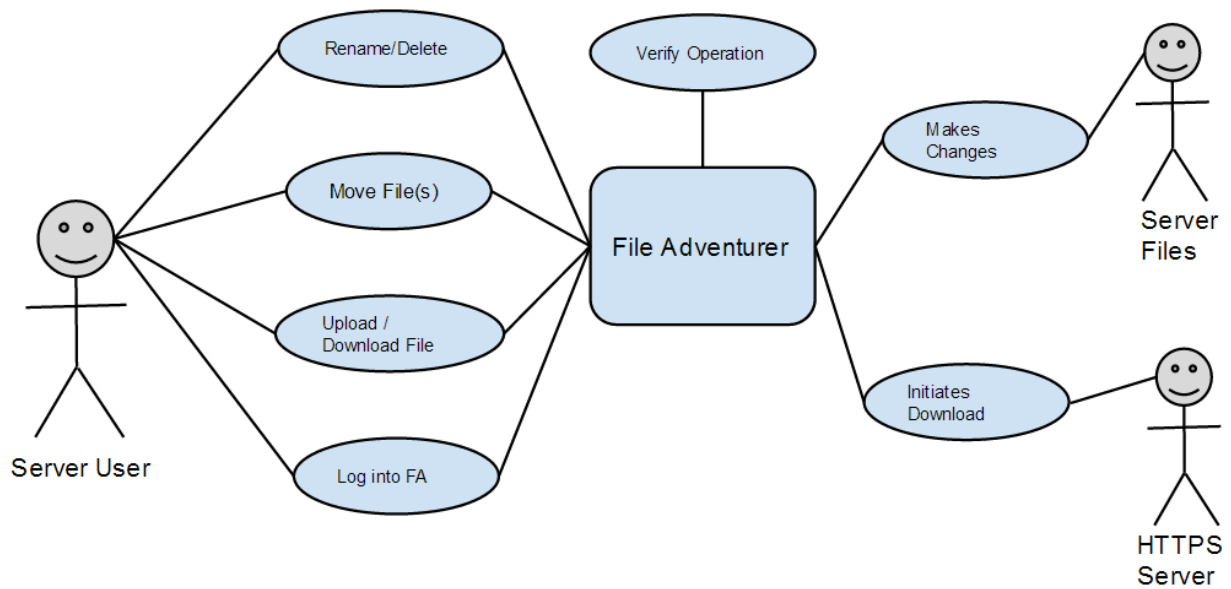 Rename/Delete
Verify Operation
Makes
Changes
Move File(s)
Server
Files
File Adventurer
Upload /
Download File
Initiates
Download
Server User
Log into FA
HTTPS
Server